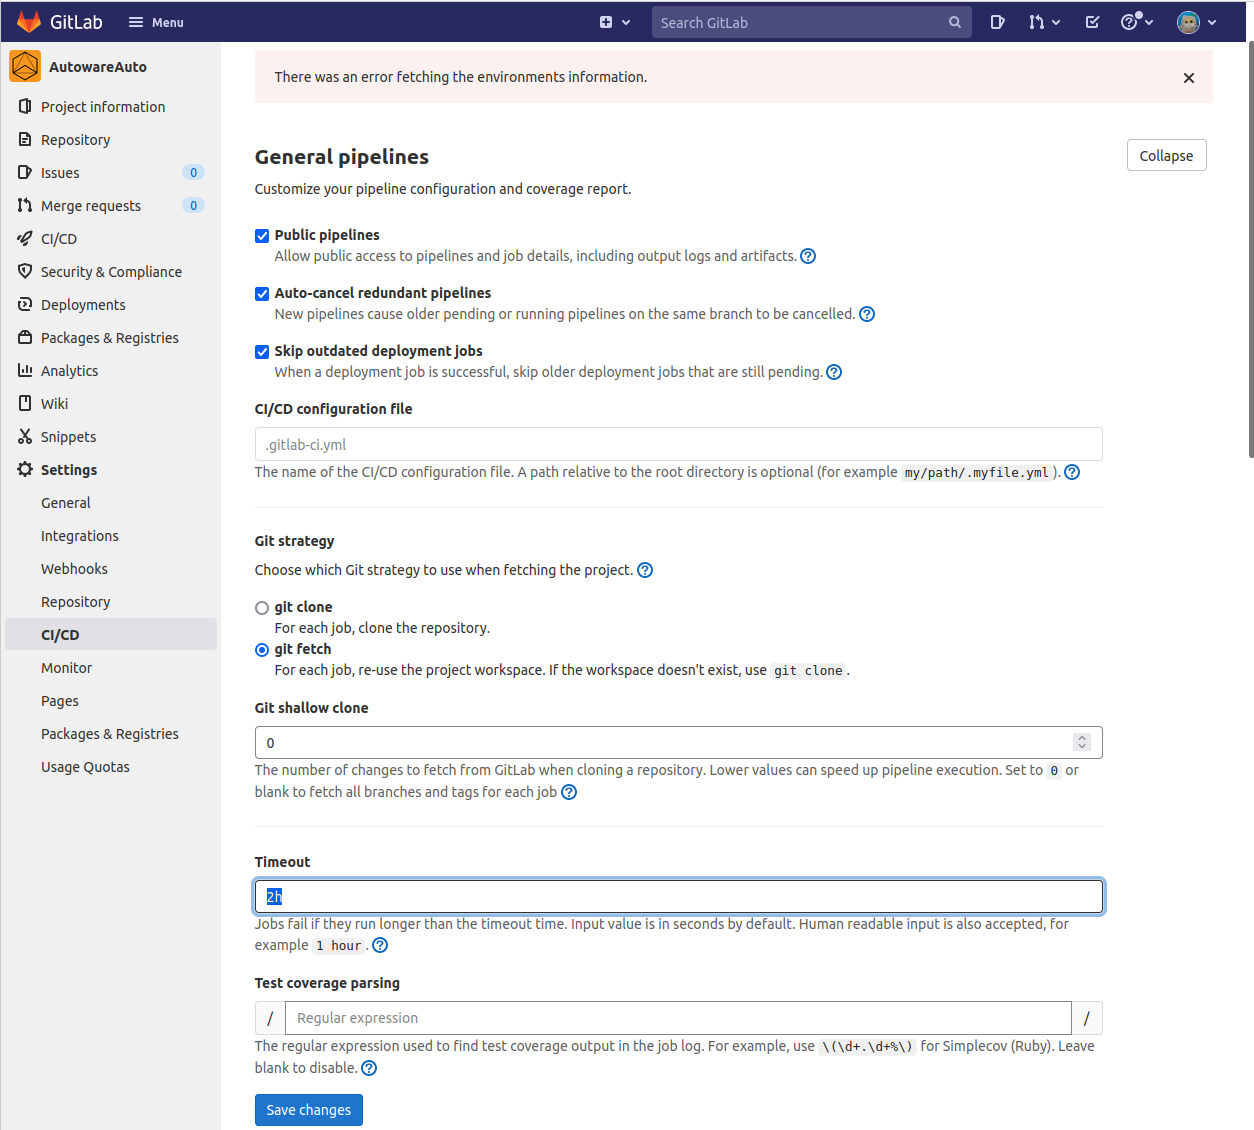 GitLab
Menu
Search GitLab
AutowareAuto
Project information
Repository
Issues 0
Merge requests 0
CI/CD
Security & Compliance
Deployments
Packages & Registries
Analytics
Wiki
Snippets
Settings
General
Integrations
Webhooks
Repository
CI/CD
Monitor
Pages
Packages & Registries
Usage Quotas
There was an error fetching the environments information.
General pipelines
Collapse
Customize your pipeline configuration and coverage report.
Public pipelines
Allow public access to pipelines and job details, including output logs and artifacts.
Auto-cancel redundant pipelines
New pipelines cause older pending or running pipelines on the same branch to be cancelled.
Skip outdated deployment jobs
When a deployment job is successful, skip older deployment jobs that are still pending.
CI/CD configuration file
.gitlab-ci.yml
The name of the CI/CD configuration file. A path relative to the root directory is optional (for example my/path/.myfile.yml ).
Git strategy
Choose which Git strategy to use when fetching the project.
git clone
For each job, clone the repository.
git fetch
For each job, re-use the project workspace. If the workspace doesn't exist, use git clone.
Git shallow clone
0
The number of changes to fetch from GitLab when cloning a repository. Lower values can speed up pipeline execution. Set to 0 or
blank to fetch all branches and tags for each job
Timeout
2h
Jobs fail if they run longer than the timeout time. Input value is in seconds by default. Human readable input is also accepted, for
example 1 hour.
Test coverage parsing
/ Regular expression /
The regular expression used to find test coverage output in the job log. For example, use \(\d+.\d+%\) for Simplecov (Ruby). Leave
blank to disable.
Save changes